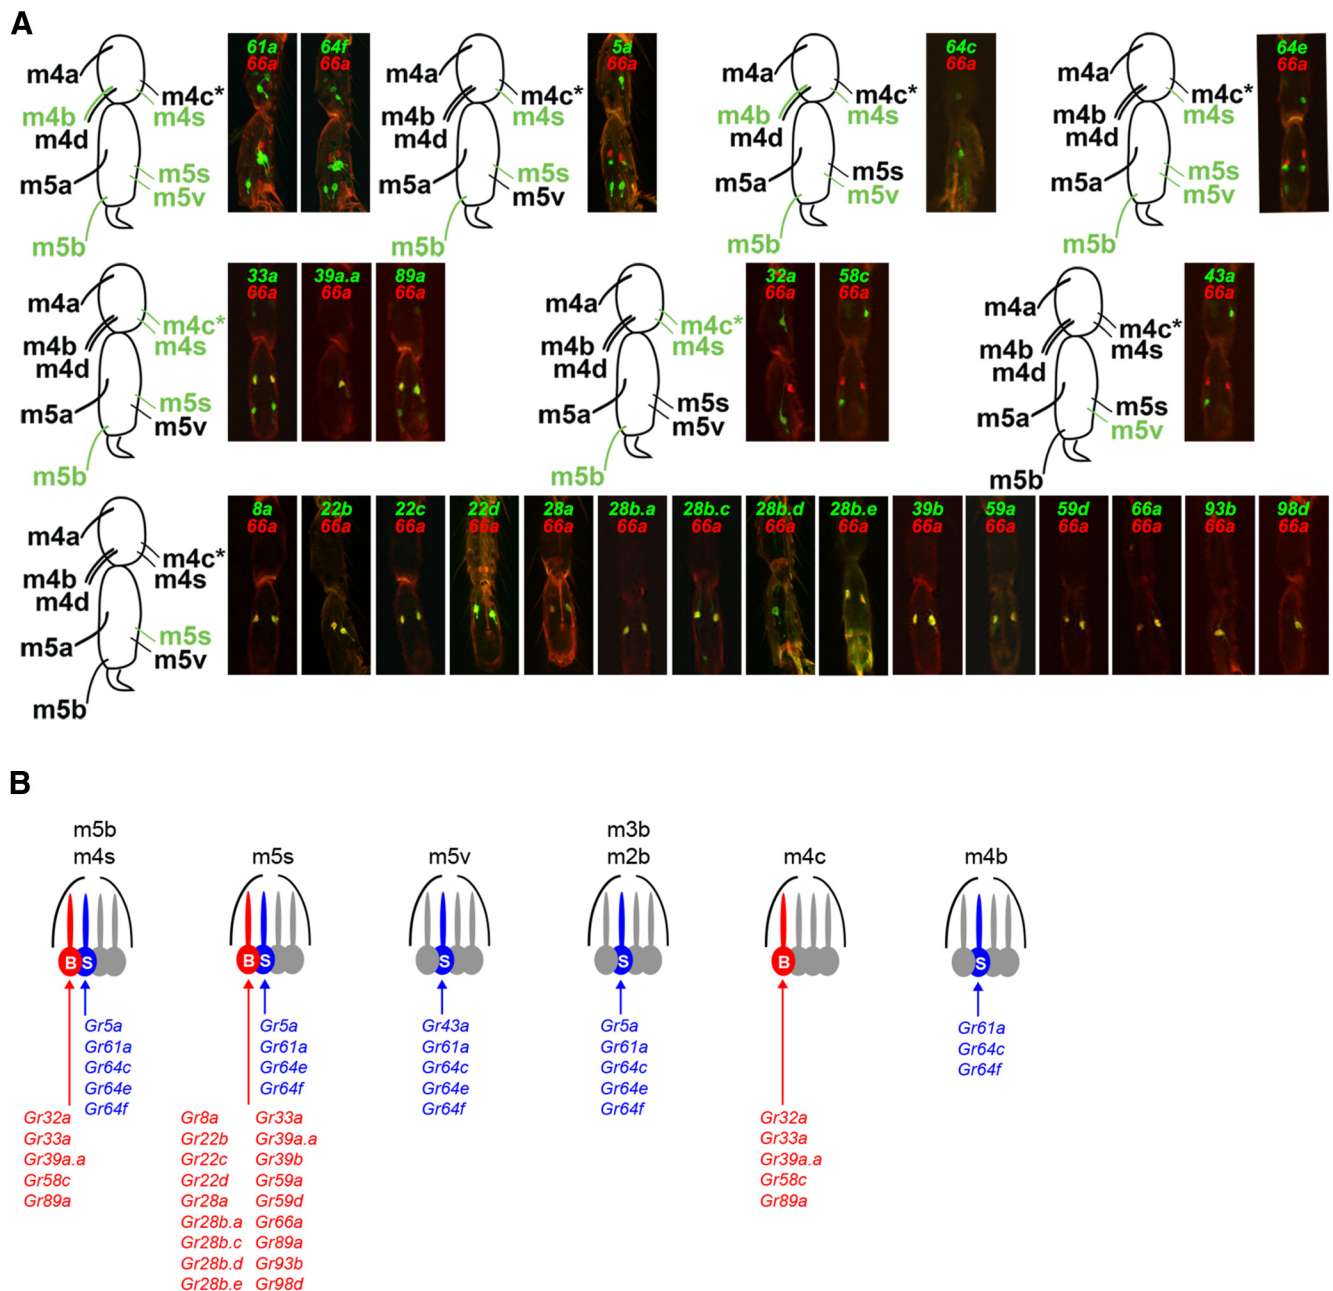 A
61a 64f 5a 64c 64e
66a 66a 66a 66a 66a
m4a m4a m4a m4a
m4c* m4c* m4c* m4c*
m4b m4s m4b m4s m4b m4s m4b m4s
m4d m4d m4d m4d
m5s m5s m5s m5s
m5a m5v m5a m5v m5a m5v m5a m5v
m5b m5b m5b m5b
33a 39a.a 89a 32a 58c 43a
66a 66a 66a 66a 66a 66a
m4a m4a m4a
m4c* m4c* m4c*
m4b m4s m4b m4s m4b m4s
m4d m4d m4d
m5s m5s m5s
m5a m5v m5a m5v m5a m5v
m5b m5b m5b
8a 22b 22c 22d 28a 28b.a 28b.c 28b.d 28b.e 39b 59a 59d 66a 93b 98d
66a 66a 66a 66a 66a 66a 66a 66a 66a 66a 66a 66a 66a 66a 66a
m4a
m4c*
m4b m4s
m4d
m5s
m5a m5v
m5b
B
m5b m3b
m4s m5s m5v m2b m4c m4b
B S B S S S B S
Gr5a Gr5a Gr43a Gr5a Gr61a
Gr61a Gr61a Gr61a Gr61a Gr64c
Gr64c Gr64e Gr64c Gr64c Gr64f
Gr64e Gr64f Gr64e Gr64e
Gr64f Gr64f Gr64f
Gr32a Gr8a Gr33a Gr32a
Gr33a Gr22b Gr39a.a Gr33a
Gr39a.a Gr22c Gr39b Gr39a.a
Gr58c Gr22d Gr59a Gr58c
Gr89a Gr28a Gr59d Gr89a
Gr28b.a Gr66a
Gr28b.c Gr89a
Gr28b.d Gr93b
Gr28b.e Gr98d